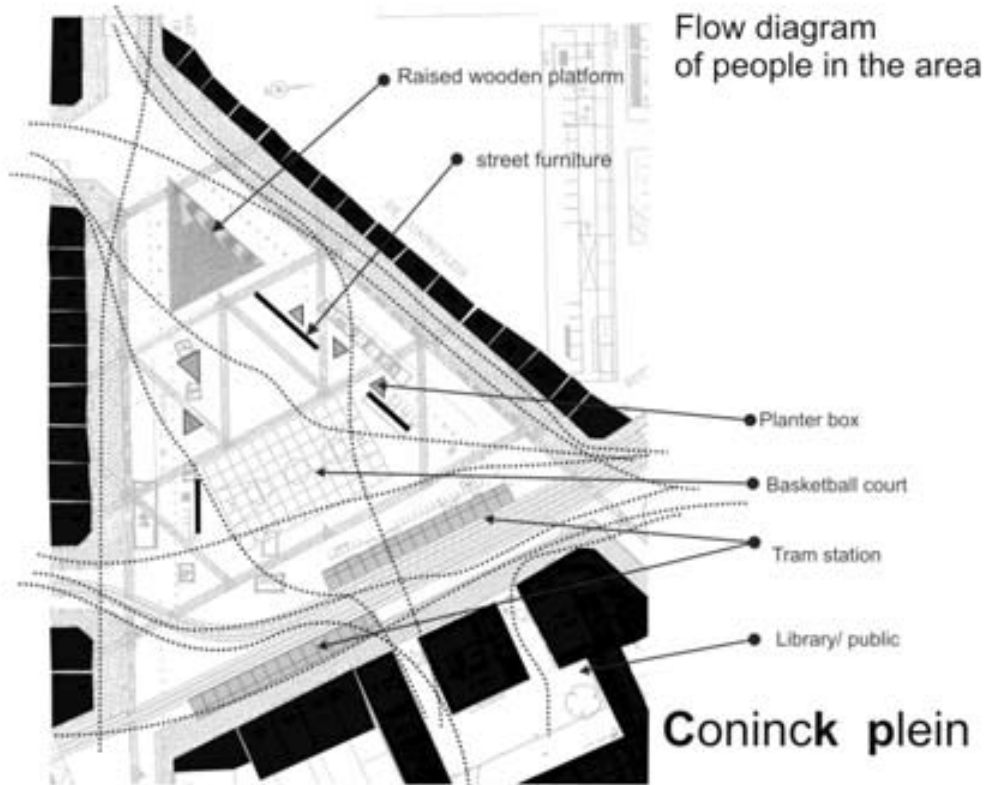 Flow diagram
of people in the area
Raised wooden platform
street furniture
Planter box
Basketball court
Tram station
Library/ public
Coninck plein